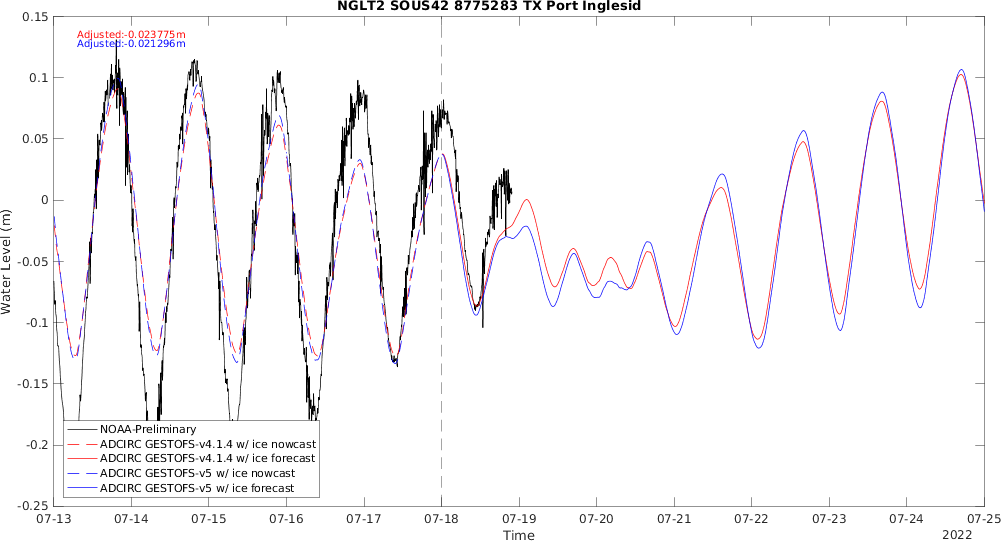 NGLT2 SOUS42 8775283 TX Port Inglesid
Adjusted:-0.023775m
Adjusted:-0.021296m
0.15
0.1
0.05
0
-0.05
-0.1
-0.15
-0.2
-0.25
Water Level (m)
NOAA-Preliminary
ADCIRC GESTOFS-v4.1.4 w/ ice nowcast
ADCIRC GESTOFS-v4.1.4 w/ ice forecast
ADCIRC GESTOFS-v5 w/ ice nowcast
ADCIRC GESTOFS-v5 w/ ice forecast
07-13 07-14 07-15 07-16 07-17 07-18 07-19 07-20 07-21 07-22 07-23 07-24 07-25
Time
2022